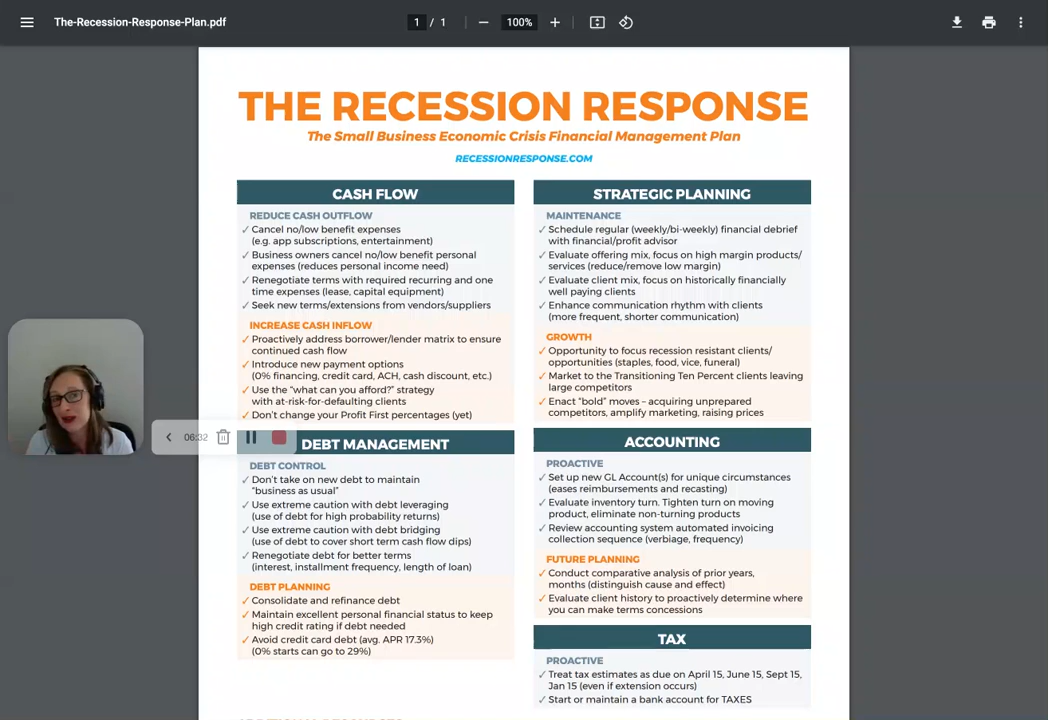 The-Recession-Response-Plan.pdf
1 / 1
100%
THE RECESSION RESPONSE
The Small Business Economic Crisis Financial Management Plan
RECESSIONRESPONSE.COM
CASH FLOW
REDUCE CASH OUTFLOW
✓ Cancel no/low benefit expenses
(e.g. app subscriptions, entertainment)
✓ Business owners cancel no/low benefit personal
expenses (reduces personal income need)
✓ Renegotiate terms with required recurring and one
time expenses (lease, capital equipment)
✓ Seek new terms/extensions from vendors/suppliers
INCREASE CASH INFLOW
✓ Proactively address borrower/lender matrix to ensure
continued cash flow
✓ Introduce new payment options
(0% financing, credit card, ACH, cash discount, etc.)
✓ Use the “what can you afford?” strategy
with at-risk-for-defaulting clients
✓ Don’t change your Profit First percentages (yet)
06:32
DEBT MANAGEMENT
DEBT CONTROL
✓ Don’t take on new debt to maintain
“business as usual”
✓ Use extreme caution with debt leveraging
(use of debt for high probability returns)
✓ Use extreme caution with debt bridging
(use of debt to cover short term cash flow dips)
✓ Renegotiate debt for better terms
(interest, installment frequency, length of loan)
DEBT PLANNING
✓ Consolidate and refinance debt
✓ Maintain excellent personal financial status to keep
high credit rating if debt needed
✓ Avoid credit card debt (avg. APR 17.3%)
(0% starts can go to 29%)
STRATEGIC PLANNING
MAINTENANCE
✓ Schedule regular (weekly/bi-weekly) financial debrief
with financial/profit advisor
✓ Evaluate offering mix, focus on high margin products/
services (reduce/remove low margin)
✓ Evaluate client mix, focus on historically financially
well paying clients
✓ Enhance communication rhythm with clients
(more frequent, shorter communication)
GROWTH
✓ Opportunity to focus recession resistant clients/
opportunities (staples, food, vice, funeral)
✓ Market to the Transitioning Ten Percent clients leaving
large competitors
✓ Enact “bold” moves – acquiring unprepared
competitors, amplify marketing, raising prices
ACCOUNTING
PROACTIVE
✓ Set up new GL Account(s) for unique circumstances
(eases reimbursements and recasting)
✓ Evaluate inventory turn. Tighten turn on moving
product, eliminate non-turning products
✓ Review accounting system automated invoicing
collection sequence (verbiage, frequency)
FUTURE PLANNING
✓ Conduct comparative analysis of prior years,
months (distinguish cause and effect)
✓ Evaluate client history to proactively determine where
you can make terms concessions
TAX
PROACTIVE
✓ Treat tax estimates as due on April 15, June 15, Sept 15,
Jan 15 (even if extension occurs)
✓ Start or maintain a bank account for TAXES